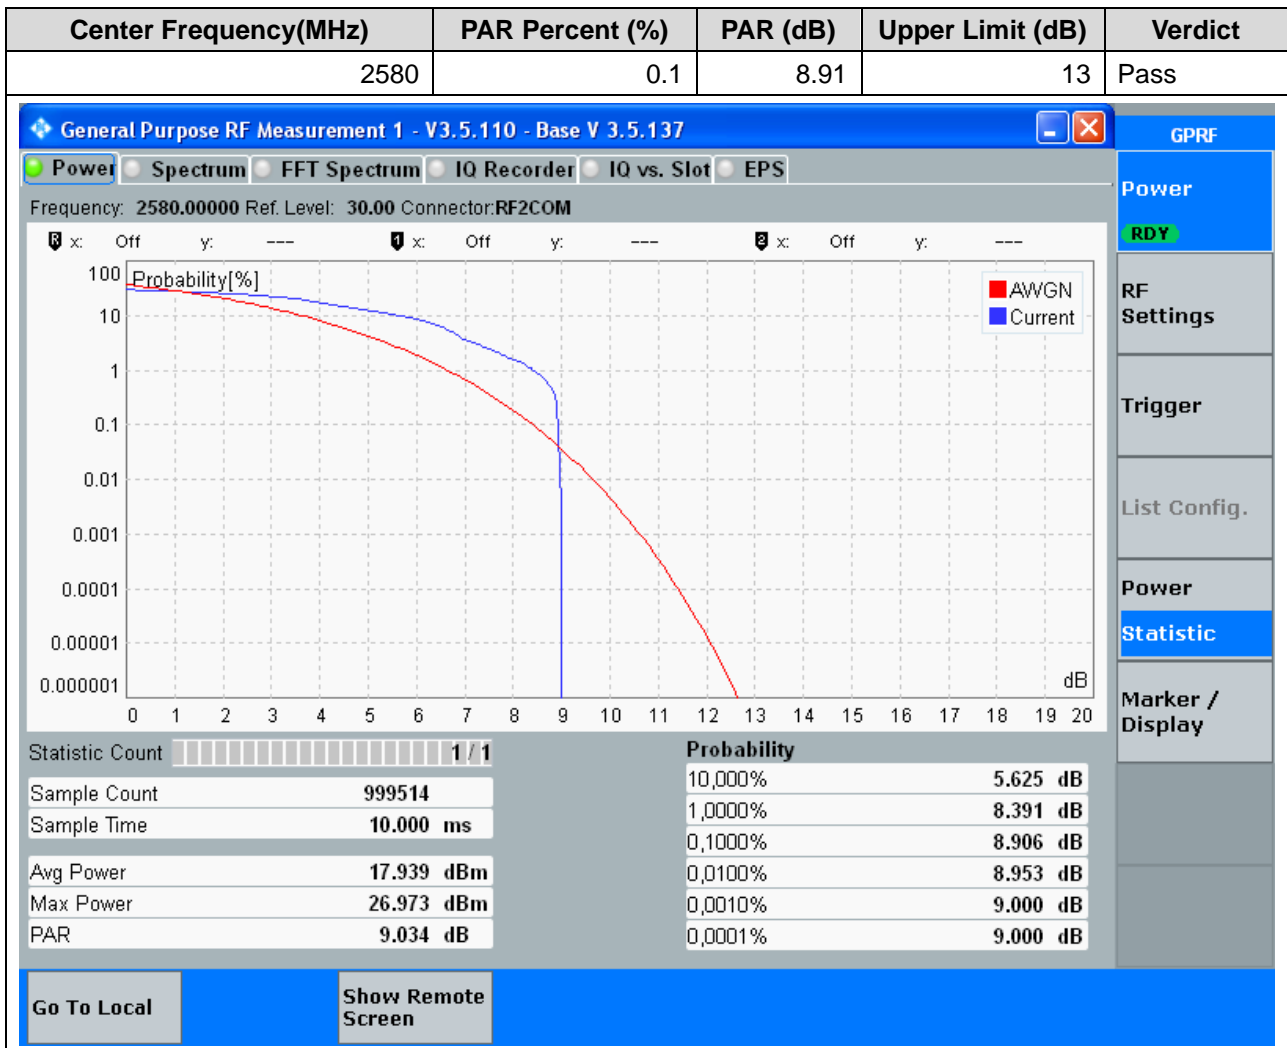 Center Frequency(MHz) PAR Percent (%) PAR (dB) Upper Limit (dB) Verdict
2580 0.1 8.91 13 Pass
General Purpose RF Measurement 1 - V3.5.110 - Base V 3.5.137
GPRF
Power Spectrum FFT Spectrum IQ Recorder IQ vs. Slot EPS
Frequency: 2580.00000 Ref. Level: 30.00 Connector:RF2COM
R x: Off y: --- 1 x: Off y: --- 2 x: Off y: ---
Probability[%]
AWGN
Current
100
10
1
0.1
0.01
0.001
0.0001
0.00001
0.000001
dB
0 1 2 3 4 5 6 7 8 9 10 11 12 13 14 15 16 17 18 19 20
Statistic Count 1 / 1
Sample Count 999514
Sample Time 10.000 ms
Avg Power 17.939 dBm
Max Power 26.973 dBm
PAR 9.034 dB
Probability
10,000% 5.625 dB
1,0000% 8.391 dB
0,1000% 8.906 dB
0,0100% 8.953 dB
0,0010% 9.000 dB
0,0001% 9.000 dB
Power
RDY
RF
Settings
Trigger
List Config.
Power
Statistic
Marker /
Display
Go To Local
Show Remote
Screen